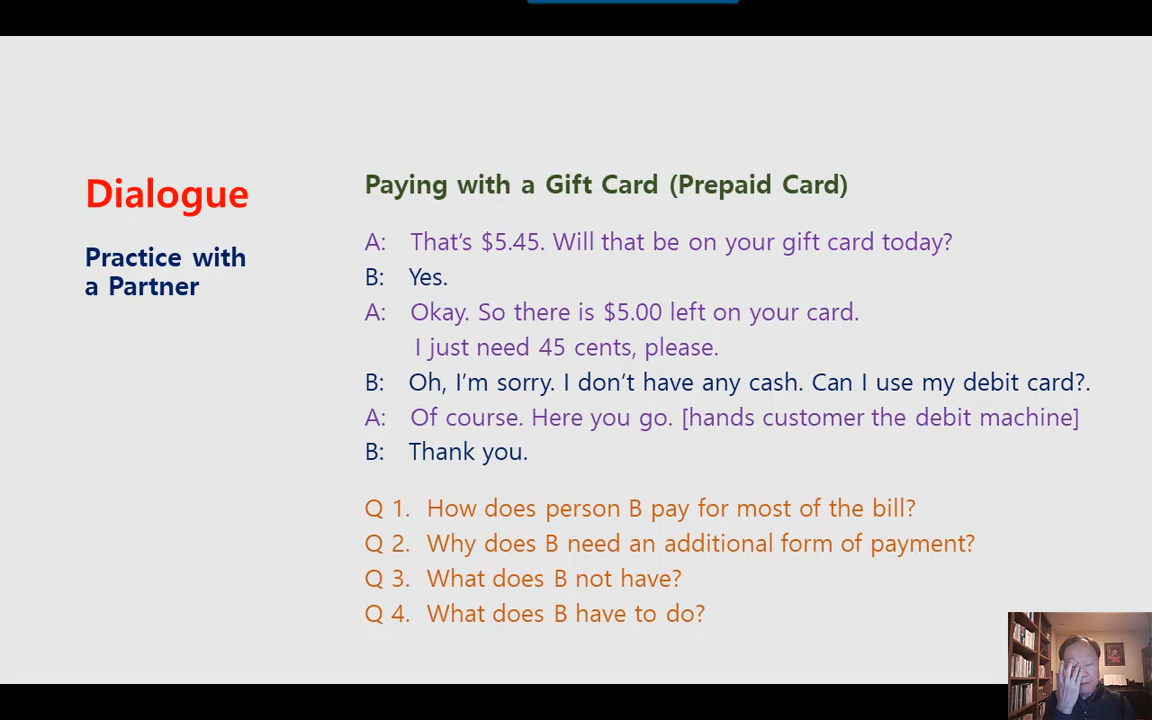 Dialogue
Practice with
a Partner
Paying with a Gift Card (Prepaid Card)
A: That’s $5.45. Will that be on your gift card today?
B: Yes.
A: Okay. So there is $5.00 left on your card.
I just need 45 cents, please.
B: Oh, I’m sorry. I don’t have any cash. Can I use my debit card?.
A: Of course. Here you go. [hands customer the debit machine]
B: Thank you.
Q 1. How does person B pay for most of the bill?
Q 2. Why does B need an additional form of payment?
Q 3. What does B not have?
Q 4. What does B have to do?